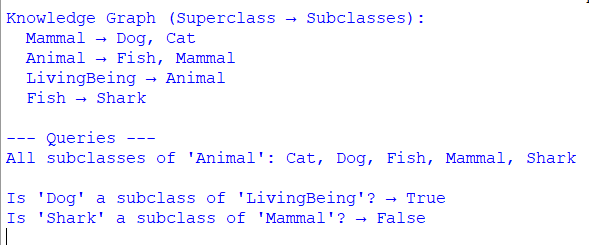 Knowledge Graph (Superclass → Subclasses):
  Mammal → Dog, Cat
  Animal → Fish, Mammal
  LivingBeing → Animal
  Fish → Shark

--- Queries ---
All subclasses of 'Animal': Cat, Dog, Fish, Mammal, Shark

Is 'Dog' a subclass of 'LivingBeing'? → True
Is 'Shark' a subclass of 'Mammal'? → False